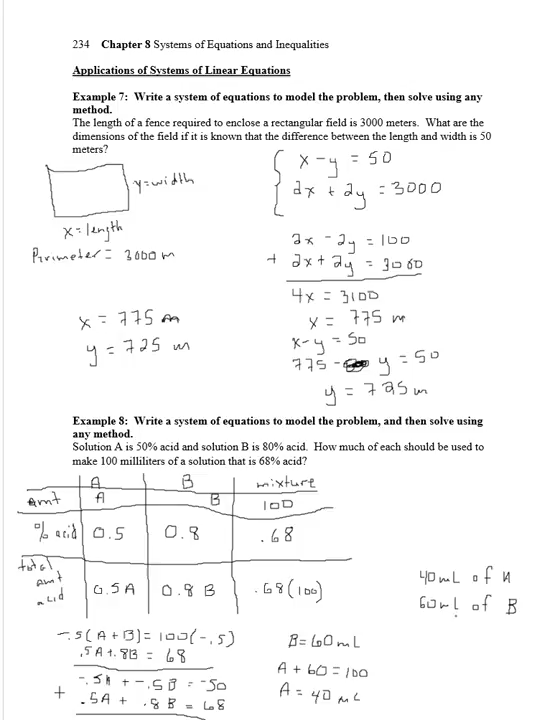 234 Chapter 8 Systems of Equations and Inequalities
Applications of Systems of Linear Equations
Example 7: Write a system of equations to model the problem, then solve using any
method.
The length of a fence required to enclose a rectangular field is 3000 meters. What are the
dimensions of the field if it is known that the difference between the length and width is 50
meters?
x - y = 50
2x + 2y = 3000
y = width
x = length
Perimeter = 3000 m
2x - 2y = 100
+ 2x + 2y = 3000
4x = 3100
x = 775 m
x - y = 50
775 - y = 50
y = 725 m
x = 775 m
y = 725 m
Example 8: Write a system of equations to model the problem, and then solve using
any method.
Solution A is 50% acid and solution B is 80% acid. How much of each should be used to
make 100 milliliters of a solution that is 68% acid?
A B mixture
amt A B 100
% acid 0.5 0.8 .68
total
amt
acid 0.5A 0.8B .68(100)
40 mL of A
60 mL of B
-.5(A + B) = 100(-.5)
.5A + .8B = 68
-.5A + -.5B = -50
+ .5A + .8B = 68
B = 60 mL
A + 60 = 100
A = 40 mL